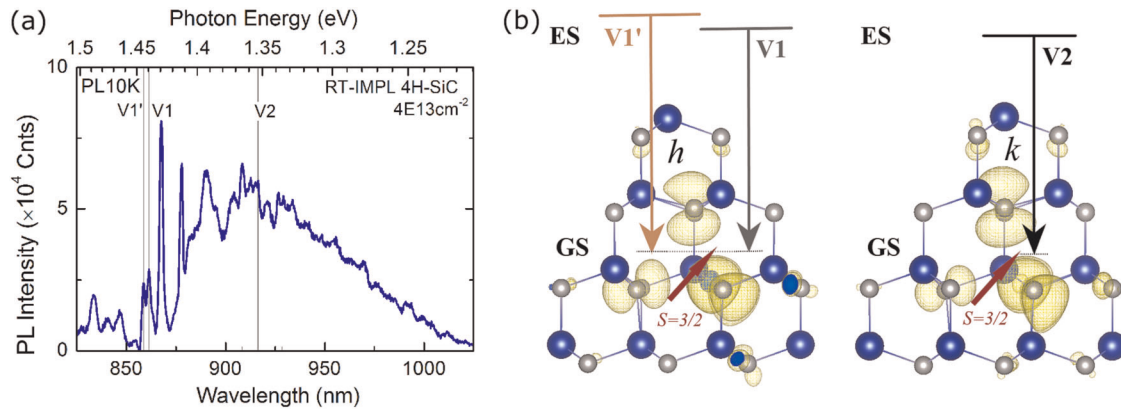 (a)
Photon Energy (eV)
1.5 1.45 1.4 1.35 1.3 1.25
10
5
0
PL Intensity (×10⁴ Cnts)
PL10K
RT-IMPL 4H-SiC
4E13cm⁻²
V1' V1 V2
850 900 950 1000
Wavelength (nm)
(b)
ES
V1'
V1
h
GS
S=3/2
ES
V2
k
GS
S=3/2